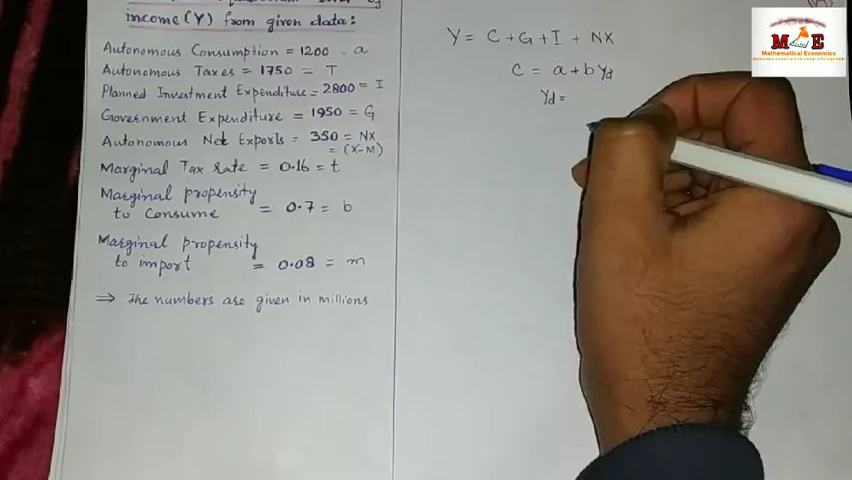 income (Y) from given data:
Autonomous Consumption = 1200 = a
Autonomous Taxes = 1750 = T
Planned Investment Expenditure = 2800 = I
Government Expenditure = 1950 = G
Autonomous Net Exports = 350 = NX
= (X-M)
Marginal Tax rate = 0.16 = t
Marginal propensity
to Consume = 0.7 = b
Marginal propensity
to import = 0.08 = m
⇒ The numbers are given in millions
Y = C + G + I + NX
C = a + b Yd
Yd =
M E
Mathematical Economics